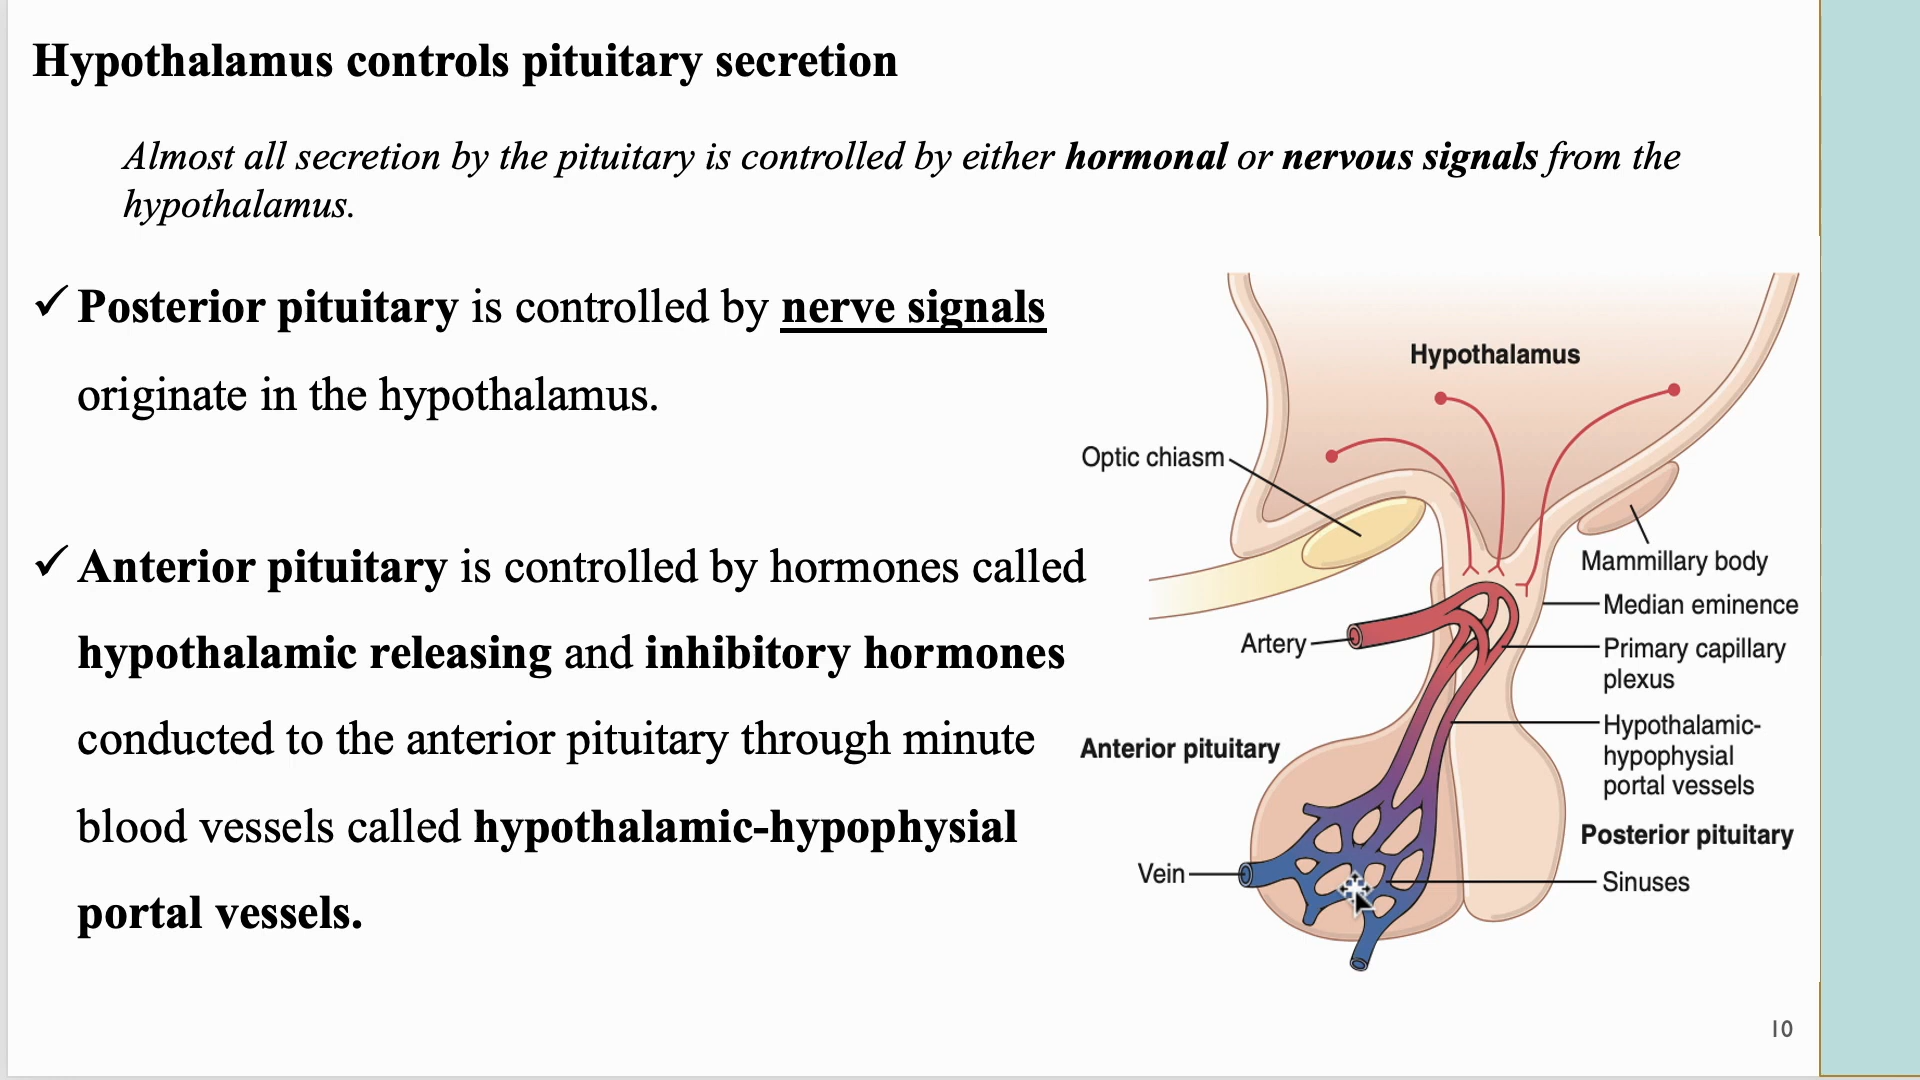 Hypothalamus controls pituitary secretion
Almost all secretion by the pituitary is controlled by either hormonal or nervous signals from the
hypothalamus.
✓ Posterior pituitary is controlled by nerve signals
originate in the hypothalamus.
✓ Anterior pituitary is controlled by hormones called
hypothalamic releasing and inhibitory hormones
conducted to the anterior pituitary through minute
blood vessels called hypothalamic-hypophysial
portal vessels.
Hypothalamus
Optic chiasm
Mammillary body
Median eminence
Artery
Primary capillary
plexus
Hypothalamic-
hypophysial
portal vessels
Anterior pituitary
Posterior pituitary
Vein
Sinuses
10